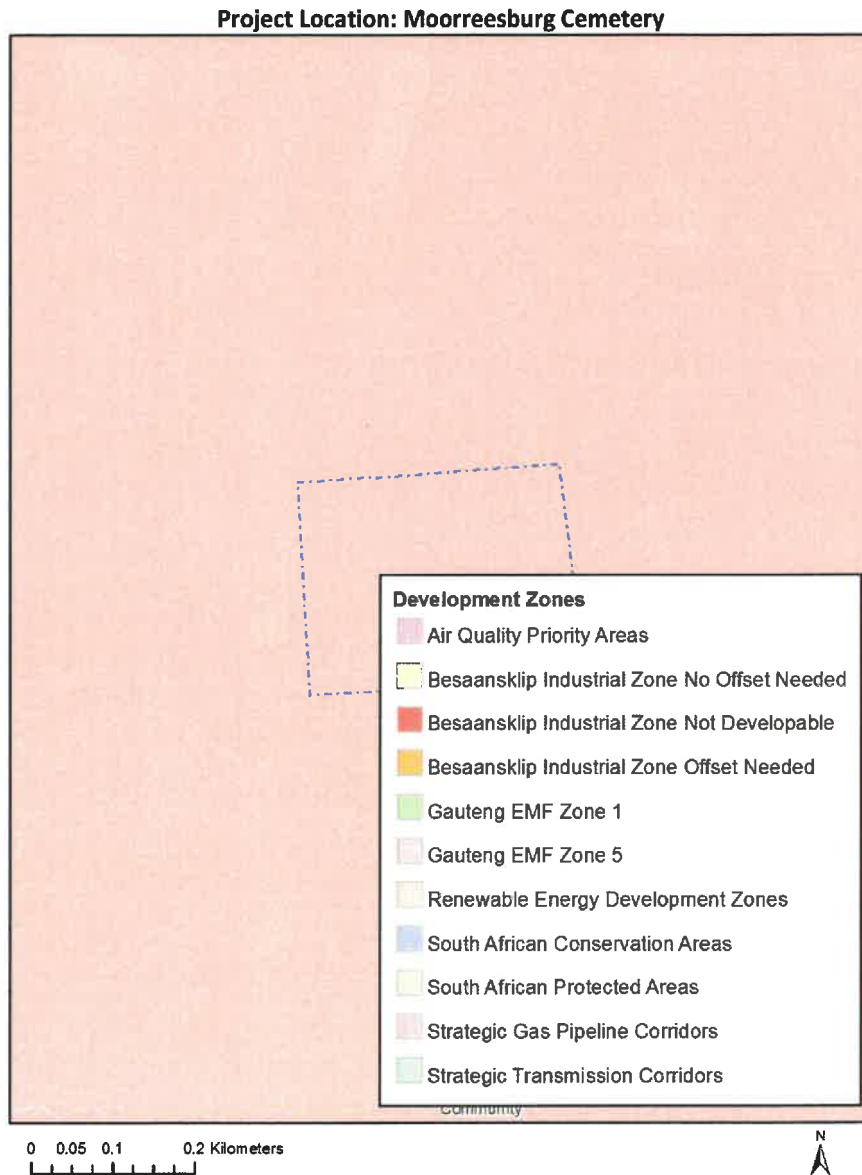 Project Location: Moorreesburg Cemetery
Development Zones
Air Quality Priority Areas
Besaansklip Industrial Zone No Offset Needed
Besaansklip Industrial Zone Not Developable
Besaansklip Industrial Zone Offset Needed
Gauteng EMF Zone 1
Gauteng EMF Zone 5
Renewable Energy Development Zones
South African Conservation Areas
South African Protected Areas
Strategic Gas Pipeline Corridors
Strategic Transmission Corridors
Community
0 0.05 0.1 0.2 Kilometers
N